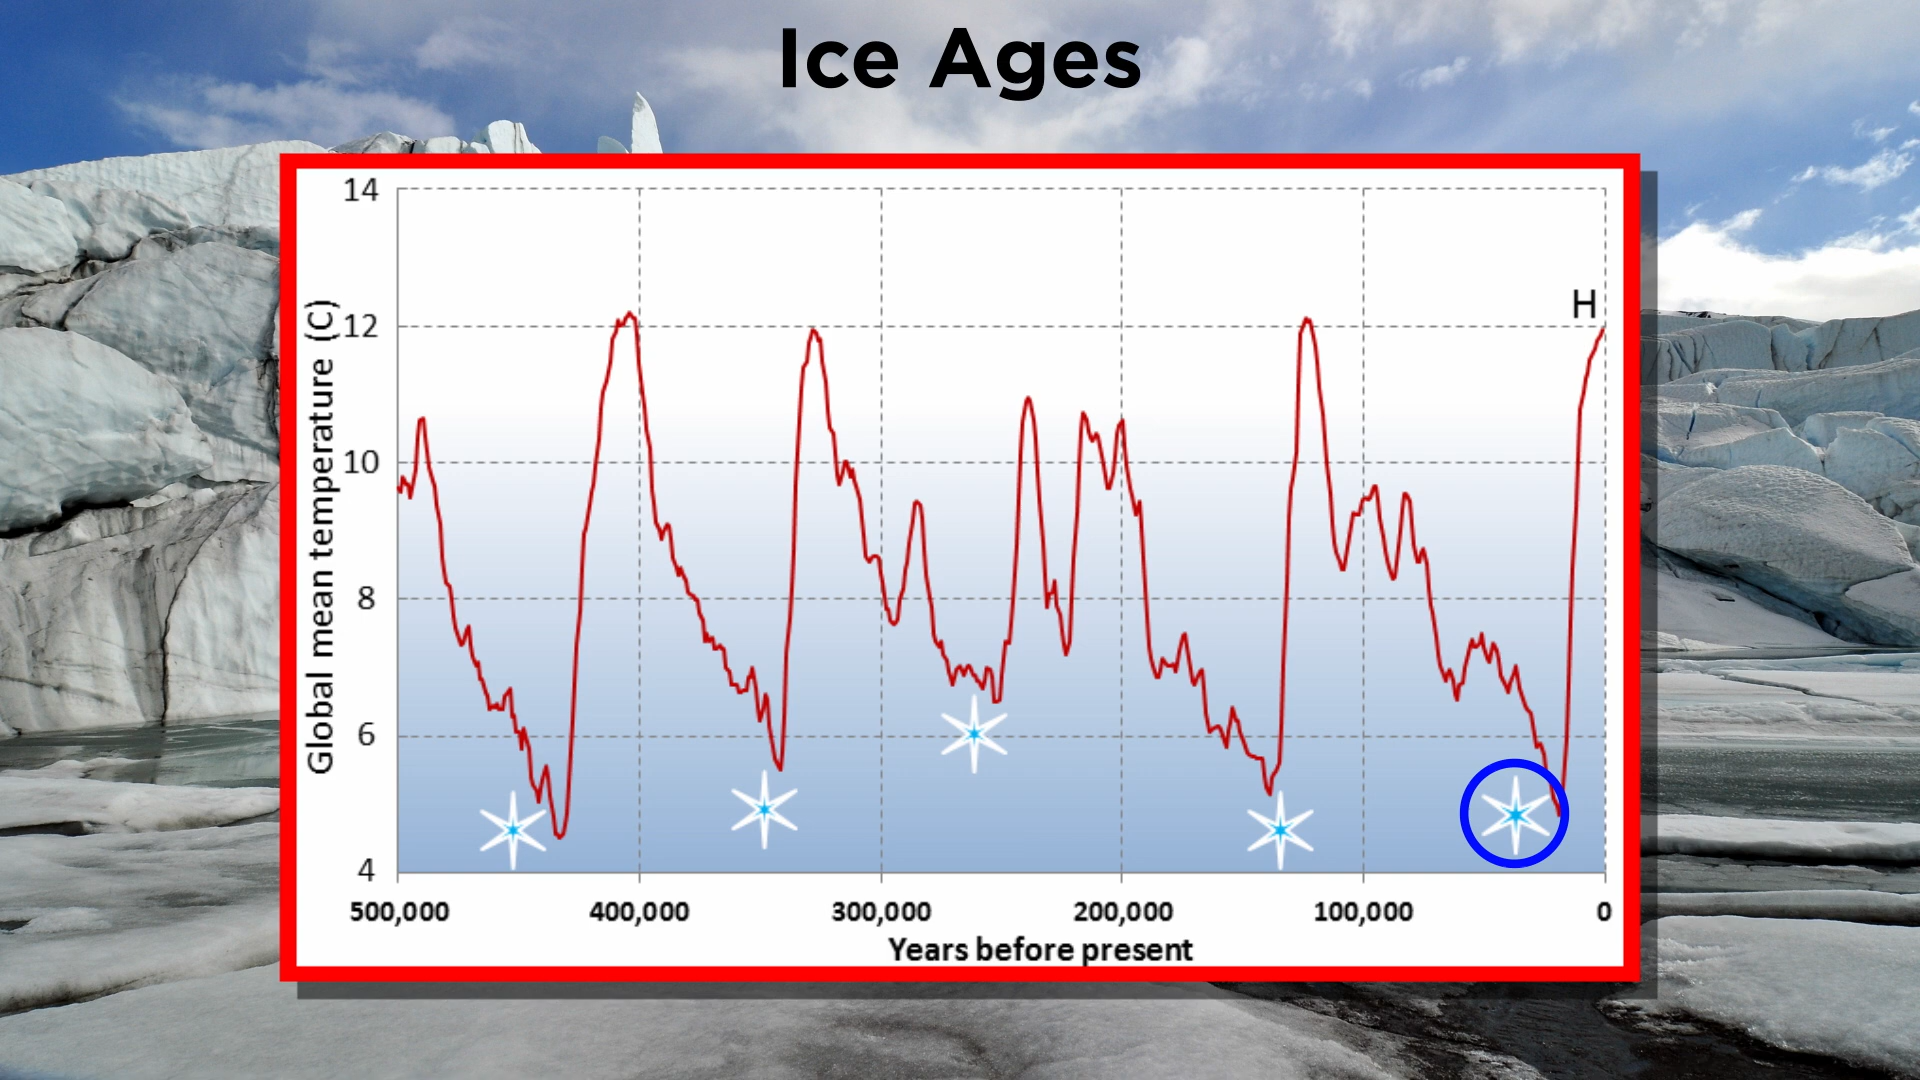 Ice Ages
14
12
10
8
6
4
Global mean temperature (C)
H
500,000 400,000 300,000 200,000 100,000 0
Years before present